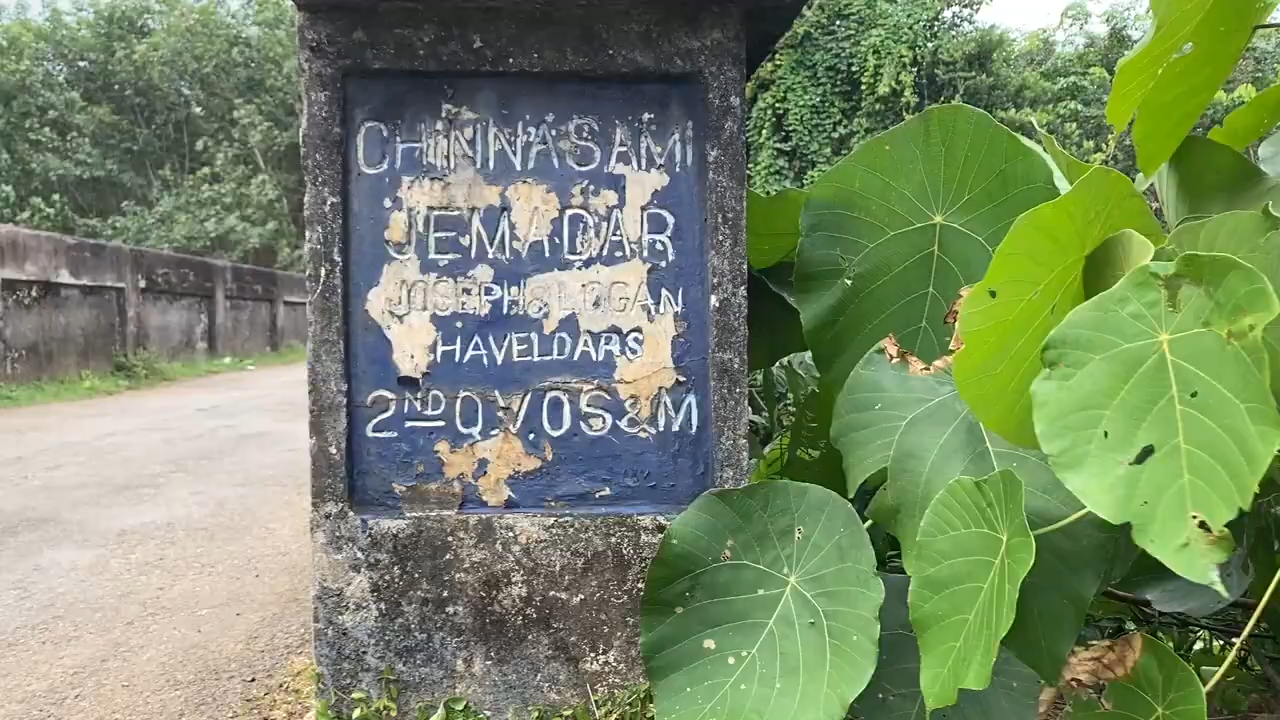 CHINNASAMI
JEMADAR
JOSEPH & LOGAN
HAVELDARS
2ND Q.V.O S&M